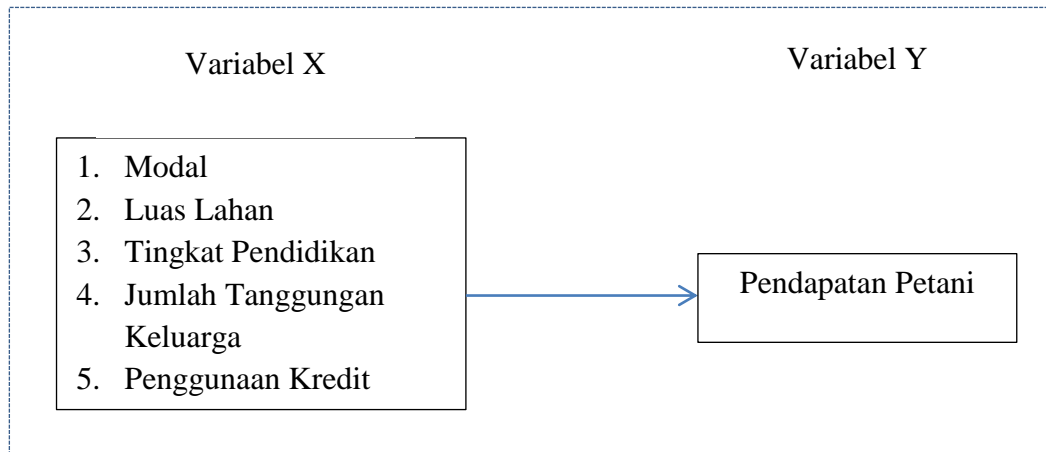 Variabel X
Variabel Y
1. Modal
2. Luas Lahan
3. Tingkat Pendidikan
4. Jumlah Tanggungan
Keluarga
5. Penggunaan Kredit
Pendapatan Petani